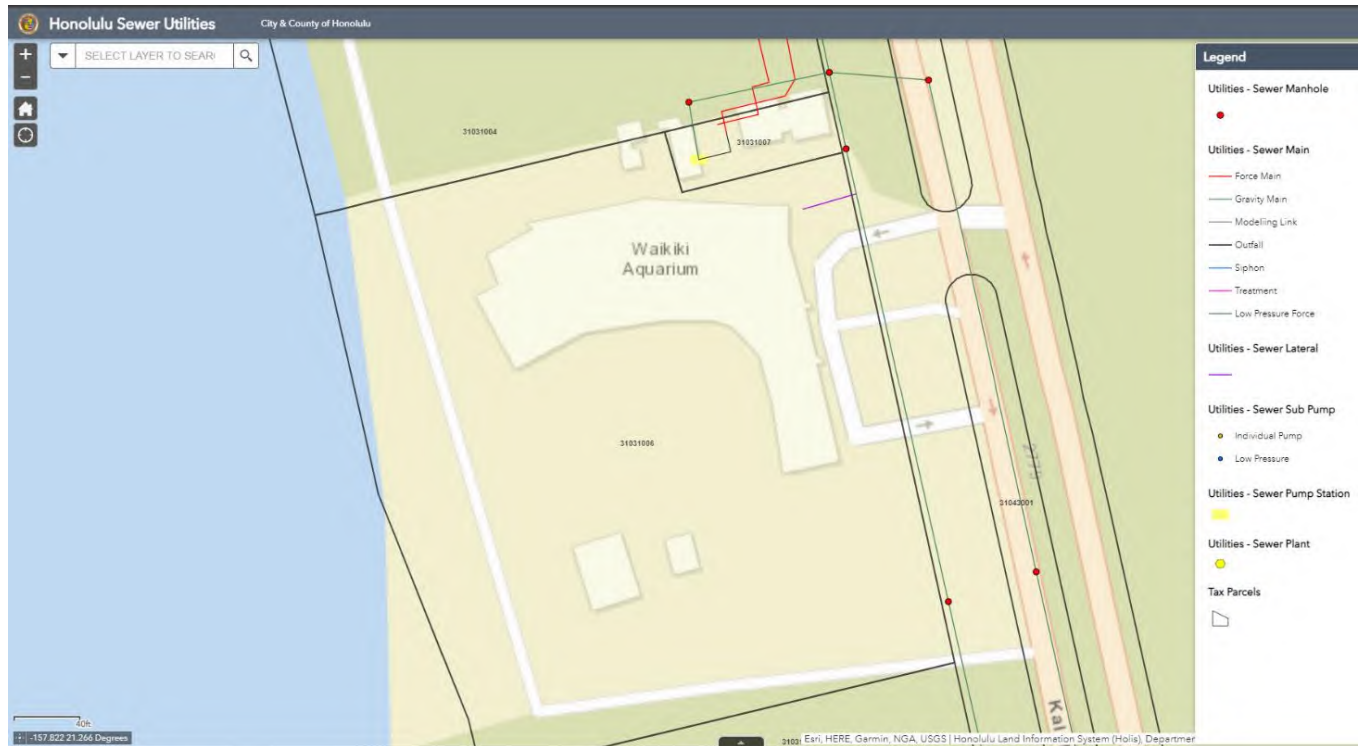 Honolulu Sewer Utilities
City & County of Honolulu
+
SELECT LAYER TO SEAR
−
31031004
31031007
Waikiki
Aquarium
31031006
31043001
2779
Kal
40ft
-157.822 21.266 Degrees
Esri, HERE, Garmin, NGA, USGS | Honolulu Land Information System (Holis), Departmen
Legend
Utilities - Sewer Manhole
Utilities - Sewer Main
Force Main
Gravity Main
Modeliing Link
Outfall
Siphon
Treatment
Low Pressure Force
Utilities - Sewer Lateral
Utilities - Sewer Sub Pump
Individual Pump
Low Pressure
Utilities - Sewer Pump Station
Utilities - Sewer Plant
Tax Parcels